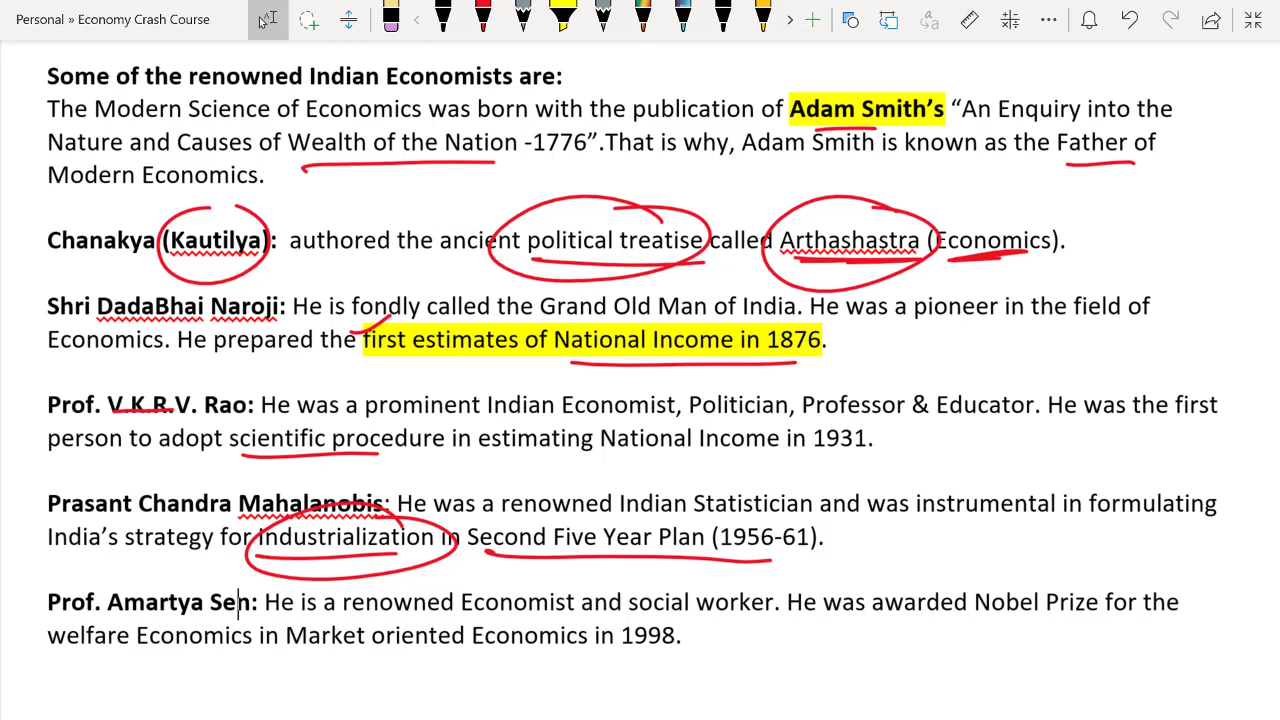 Personal » Economy Crash Course
Some of the renowned Indian Economists are:
The Modern Science of Economics was born with the publication of Adam Smith’s “An Enquiry into the
Nature and Causes of Wealth of the Nation -1776”.That is why, Adam Smith is known as the Father of
Modern Economics.
Chanakya (Kautilya): authored the ancient political treatise called Arthashastra (Economics).
Shri DadaBhai Naroji: He is fondly called the Grand Old Man of India. He was a pioneer in the field of
Economics. He prepared the first estimates of National Income in 1876.
Prof. V.K.R.V. Rao: He was a prominent Indian Economist, Politician, Professor & Educator. He was the first
person to adopt scientific procedure in estimating National Income in 1931.
Prasant Chandra Mahalanobis: He was a renowned Indian Statistician and was instrumental in formulating
India’s strategy for Industrialization in Second Five Year Plan (1956-61).
Prof. Amartya Sen: He is a renowned Economist and social worker. He was awarded Nobel Prize for the
welfare Economics in Market oriented Economics in 1998.